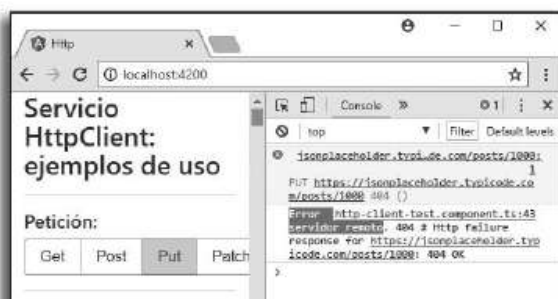 Http
localhost:4200
Servicio
HttpClient:
ejemplos de uso
Petición:
Get Post Put Patch
Console » 1
top Filter Default levels
jsonplaceholder.typi…de.com/posts/1000:
1
PUT https://jsonplaceholder.typicode.co
m/posts/1000 404 ()
Error http-client-test.component.ts:43
servidor remoto. 404 # Http failure
response for https://jsonplaceholder.typ
icode.com/posts/1000: 404 OK